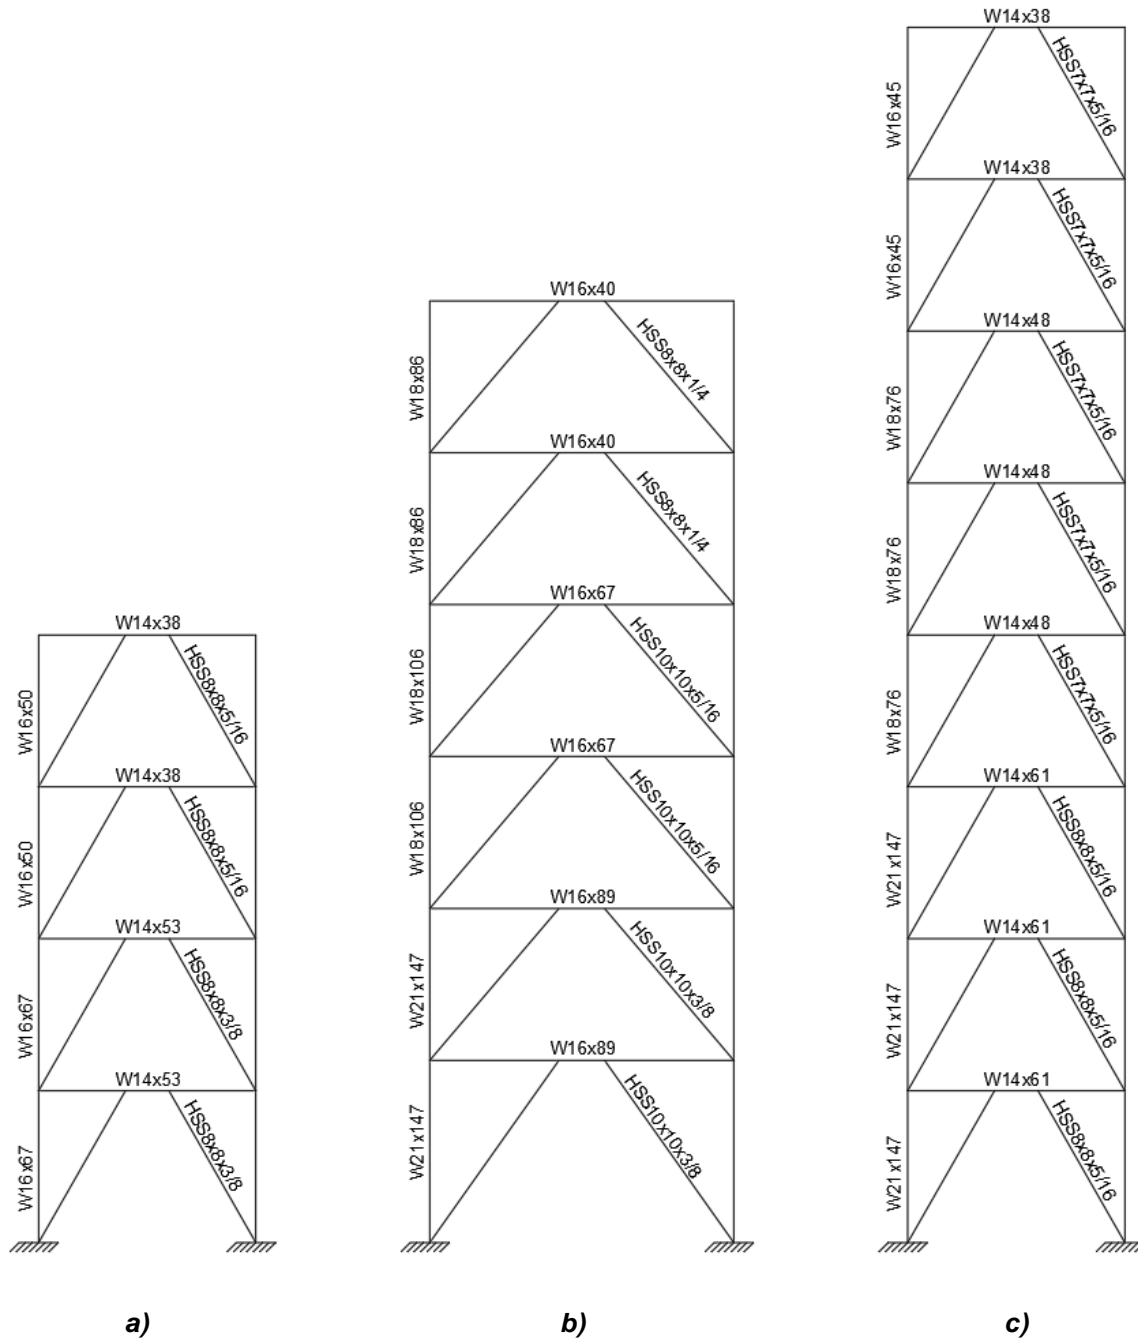 W14x38
HSS8x8x5/16
W16x50
W14x38
HSS8x8x5/16
W16x50
W14x53
HSS8x8x3/8
W16x67
W14x53
HSS8x8x3/8
W16x67
a)
W16x40
HSS8x8x1/4
W18x86
W16x40
HSS8x8x1/4
W18x86
W16x67
HSS10x10x5/16
W18x106
W16x67
HSS10x10x5/16
W18x106
W16x89
HSS10x10x3/8
W21x147
W16x89
HSS10x10x3/8
W21x147
b)
W14x38
HSS7x7x5/16
W16x45
W14x38
HSS7x7x5/16
W16x45
W14x48
HSS7x7x5/16
W18x76
W14x48
HSS7x7x5/16
W18x76
W14x48
HSS7x7x5/16
W18x76
W14x61
HSS8x8x5/16
W21x147
W14x61
HSS8x8x5/16
W21x147
W14x61
HSS8x8x5/16
W21x147
c)